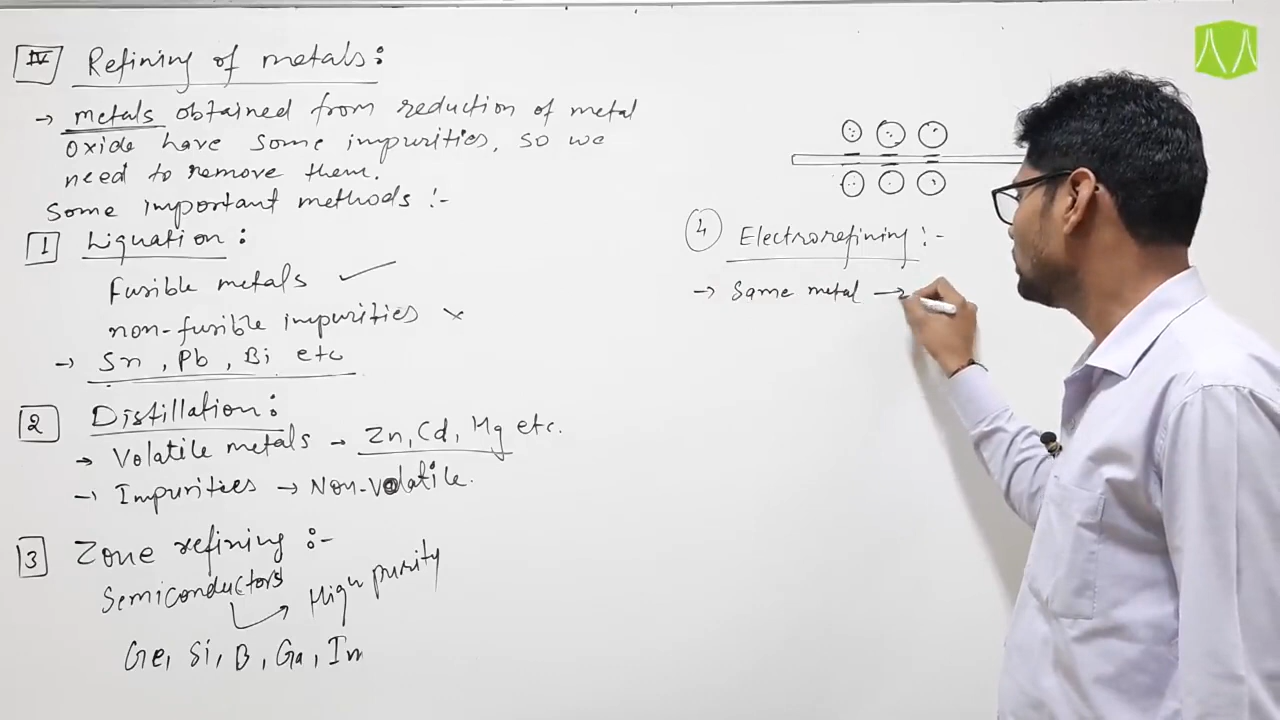 IV Refining of metals:
→ metals obtained from reduction of metal
oxide have some impurities, so we
need to remove them.
Some important methods :-
1 Liquation :
Fusible metals ✓
non-fusible impurities ×
→ Sn, Pb, Bi etc
2 Distillation :
→ Volatile metals → Zn, Cd, Hg etc.
→ Impurities → Non-Volatile.
3 Zone refining :-
Semiconductors
High purity
Ge, Si, B, Ga, In
4 Electrorefining :-
→ Same metal →